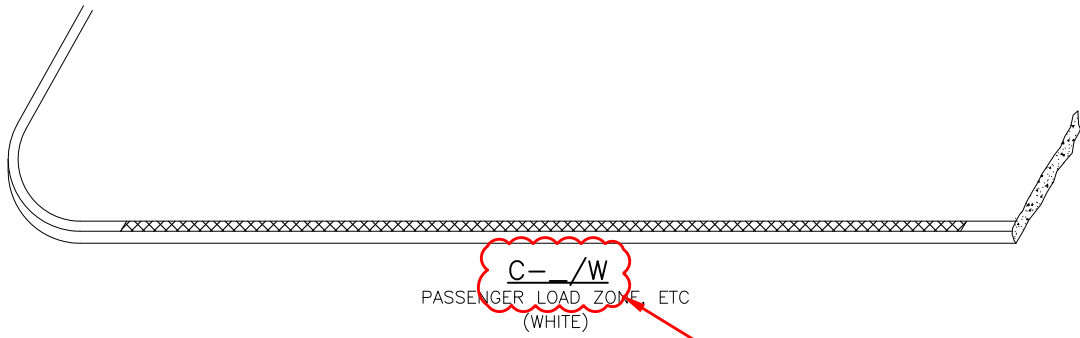 C-_/W
PASSENGER LOAD ZONE, ETC
(WHITE)